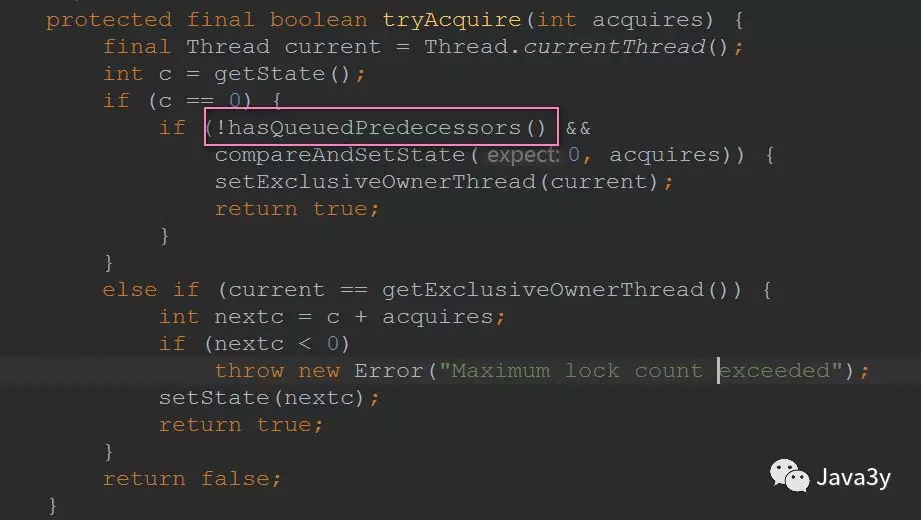 protected final boolean tryAcquire(int acquires) {
    final Thread current = Thread.currentThread();
    int c = getState();
    if (c == 0) {
        if (!hasQueuedPredecessors() &&
            compareAndSetState( expect: 0, acquires)) {
            setExclusiveOwnerThread(current);
            return true;
        }
    }
    else if (current == getExclusiveOwnerThread()) {
        int nextc = c + acquires;
        if (nextc < 0)
            throw new Error("Maximum lock count exceeded");
        setState(nextc);
        return true;
    }
    return false;
}
Java3y